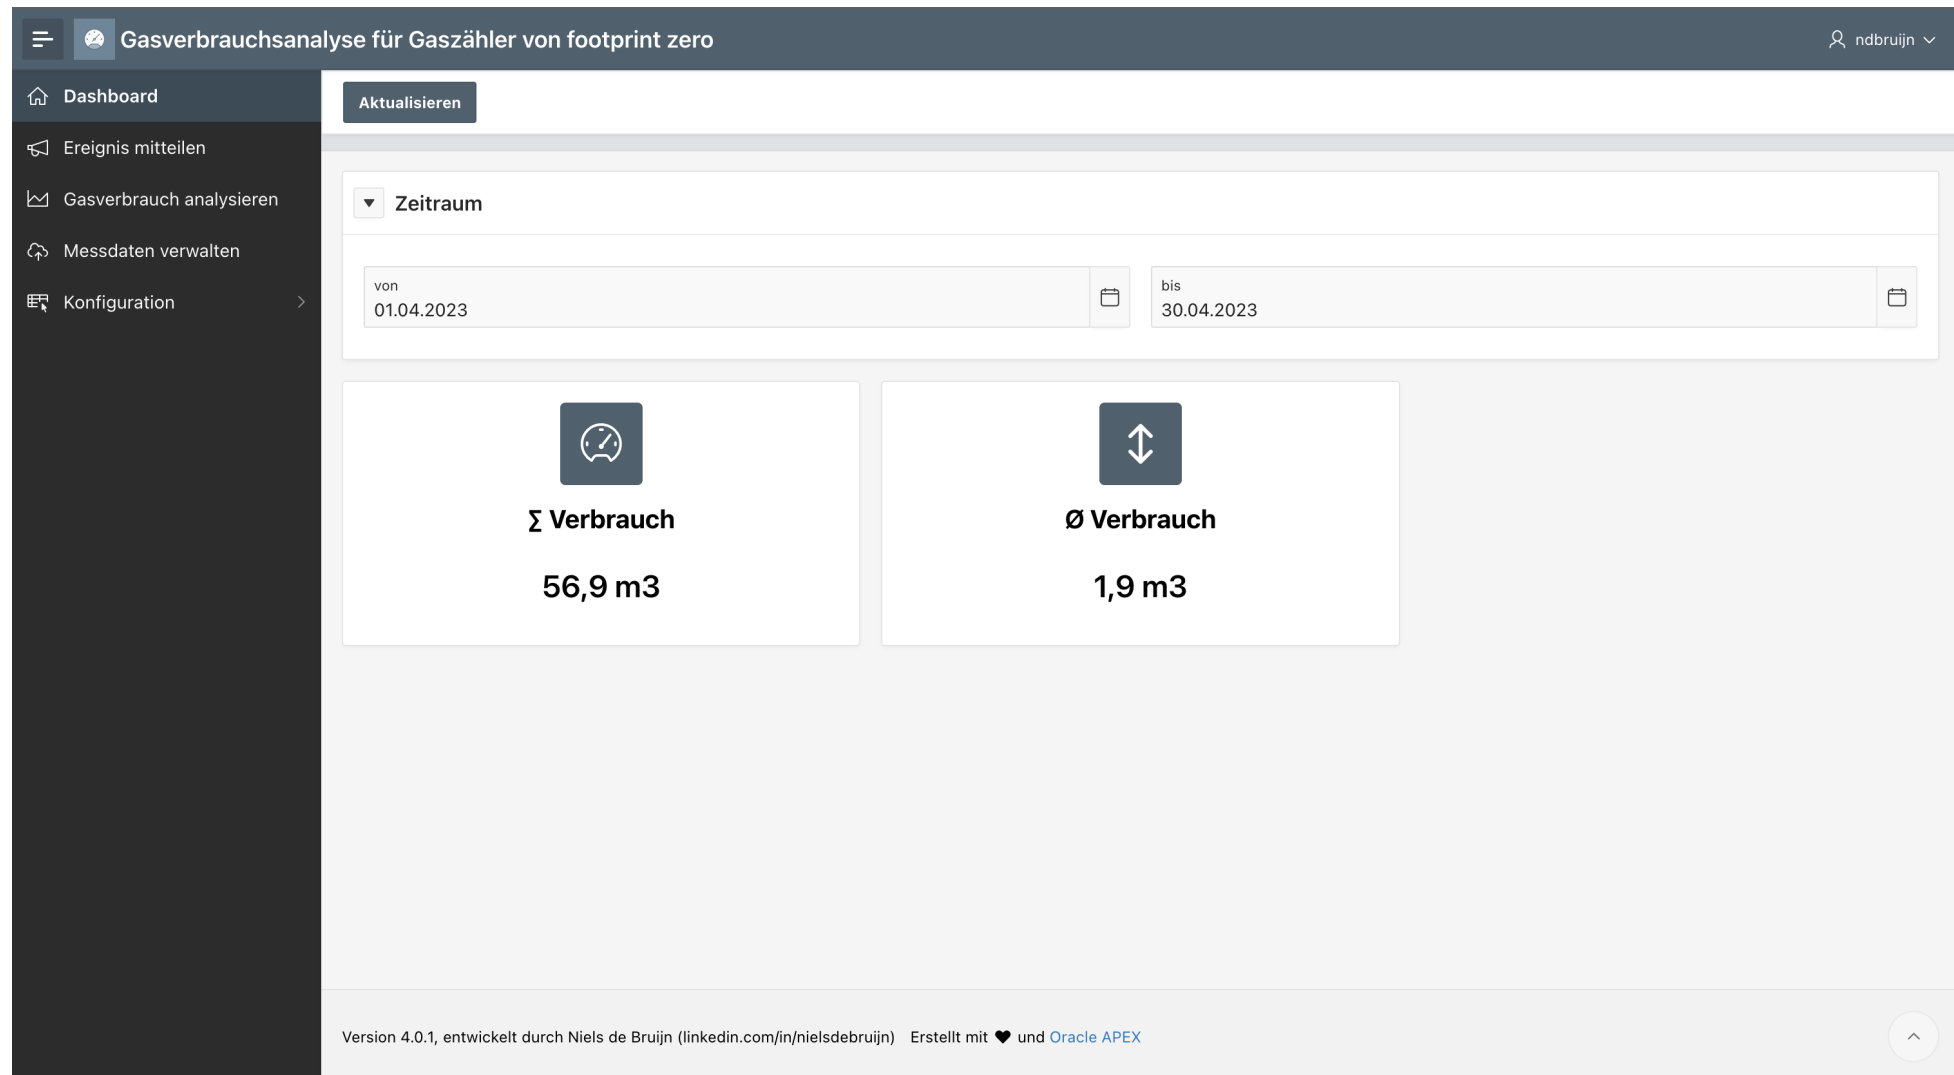 Gasverbrauchsanalyse für Gaszähler von footprint zero
ndbruijn
Dashboard
Ereignis mitteilen
Gasverbrauch analysieren
Messdaten verwalten
Konfiguration
Aktualisieren
Zeitraum
von
01.04.2023
bis
30.04.2023
∑ Verbrauch
56,9 m3
Ø Verbrauch
1,9 m3
Version 4.0.1, entwickelt durch Niels de Bruijn (linkedin.com/in/nielsdebruijn) Erstellt mit ♥ und Oracle APEX